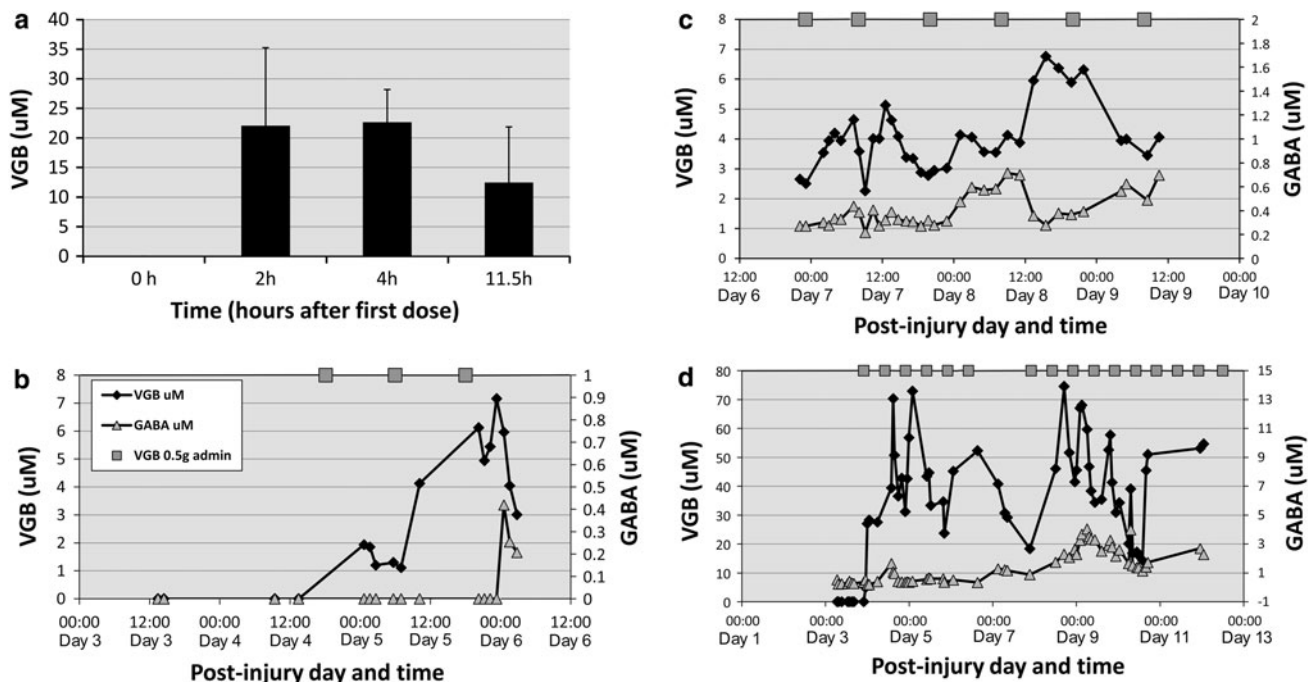 a
VGB (uM)
40
35
30
25
20
15
10
5
0
0 h 2h 4h 11.5h
Time (hours after first dose)
b
VGB (uM)
8
7
6
5
4
3
2
1
0
VGB uM
GABA uM
VGB 0.5g admin
1
0.9
0.8
0.7
0.6
0.5
0.4
0.3
0.2
0.1
0
GABA (uM)
12:00 00:00 12:00 00:00 12:00 00:00 12:00
00:00 Day 3 Day 3 Day 4 Day 4 Day 5 Day 5 Day 6 Day 6
Post-injury day and time
c
VGB (uM)
8
7
6
5
4
3
2
1
0
2
1.8
1.6
1.4
1.2
1
0.8
0.6
0.4
0.2
0
GABA (uM)
12:00 00:00 12:00 00:00 12:00 00:00 12:00 00:00
Day 6 Day 7 Day 7 Day 8 Day 8 Day 9 Day 9 Day 10
Post-injury day and time
d
VGB (uM)
80
70
60
50
40
30
20
10
0
15
13
11
9
7
5
3
1
-1
GABA (uM)
00:00 00:00 00:00 00:00 00:00 00:00 00:00
Day 1 Day 3 Day 5 Day 7 Day 9 Day 11 Day 13
Post-injury day and time